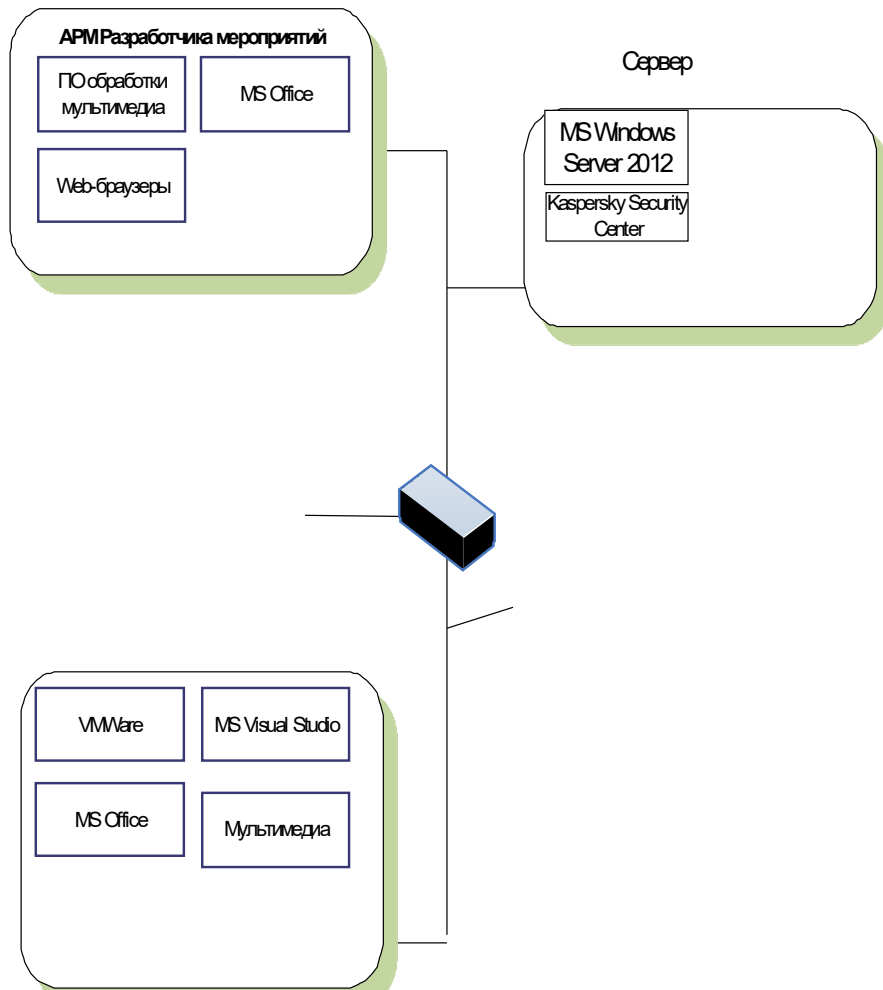 АРМ Разработчика мероприятий
ПО обработки
мультимедиа
MS Office
Web-браузеры
Сервер
MS Windows
Server 2012
Kaspersky Security
Center
VMWare
MS Visual Studio
MS Office
Мультимедиа